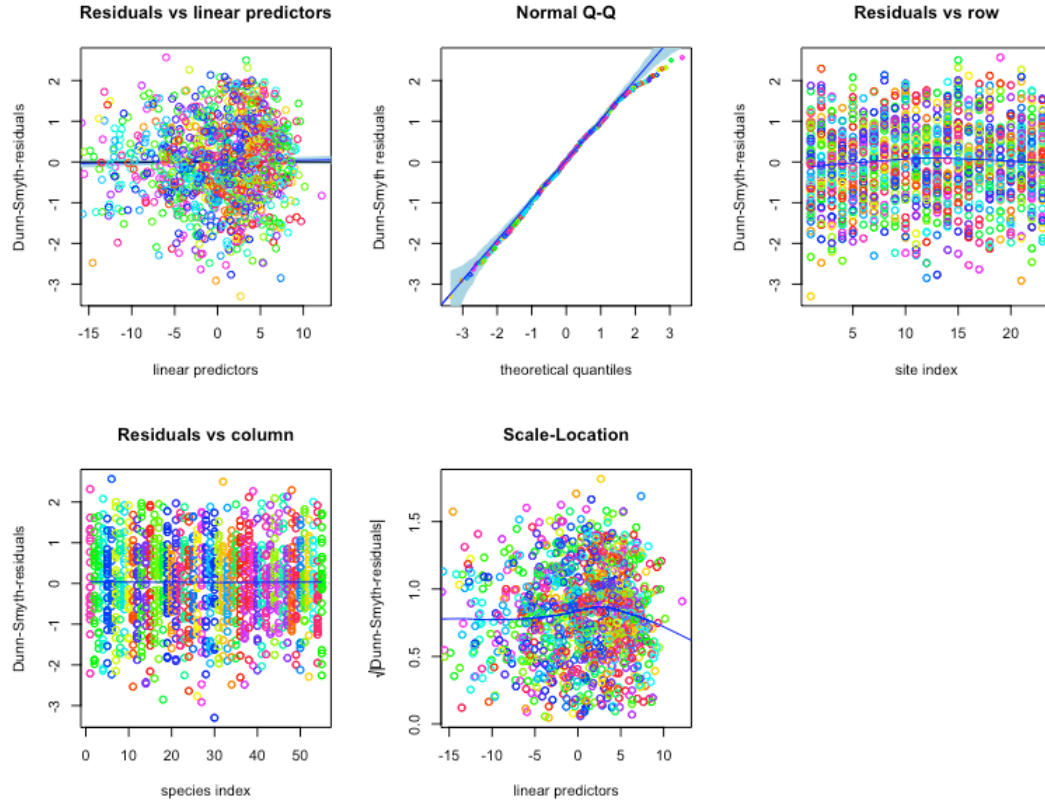 Residuals vs linear predictors
Dunn-Smyth-residuals
2
1
0
-1
-2
-3
-15 -10 -5 0 5 10
linear predictors
Normal Q-Q
Dunn-Smyth residuals
2
1
0
-1
-2
-3
-3 -2 -1 0 1 2 3
theoretical quantiles
Residuals vs row
Dunn-Smyth-residuals
2
1
0
-1
-2
-3
5 10 15 20
site index
Residuals vs column
Dunn-Smyth-residuals
2
1
0
-1
-2
-3
0 10 20 30 40 50
species index
Scale-Location
√|Dunn-Smyth-residuals|
1.5
1.0
0.5
0.0
-15 -10 -5 0 5 10
linear predictors